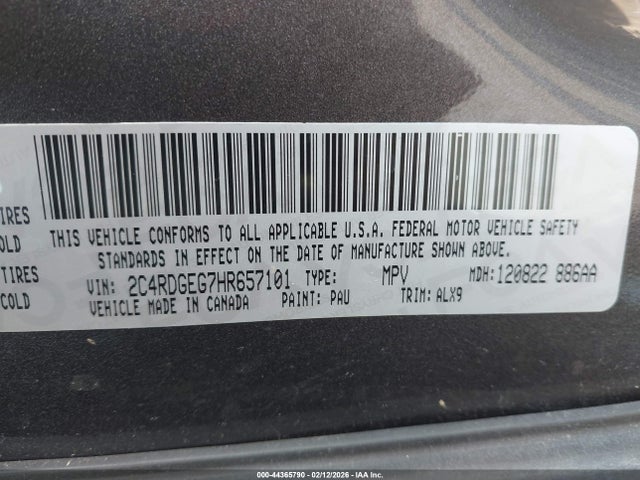 TIRES
COLD
TIRES
COLD
THIS VEHICLE CONFORMS TO ALL APPLICABLE U.S.A. FEDERAL MOTOR VEHICLE SAFETY
STANDARDS IN EFFECT ON THE DATE OF MANUFACTURE SHOWN ABOVE.
VIN: 2C4RDGEG7HR657101 TYPE: MPV MDH: 120822 886AA
VEHICLE MADE IN CANADA PAINT: PAU TRIM: ALX9
000-44365790 - 02/12/2026 - IAA Inc.